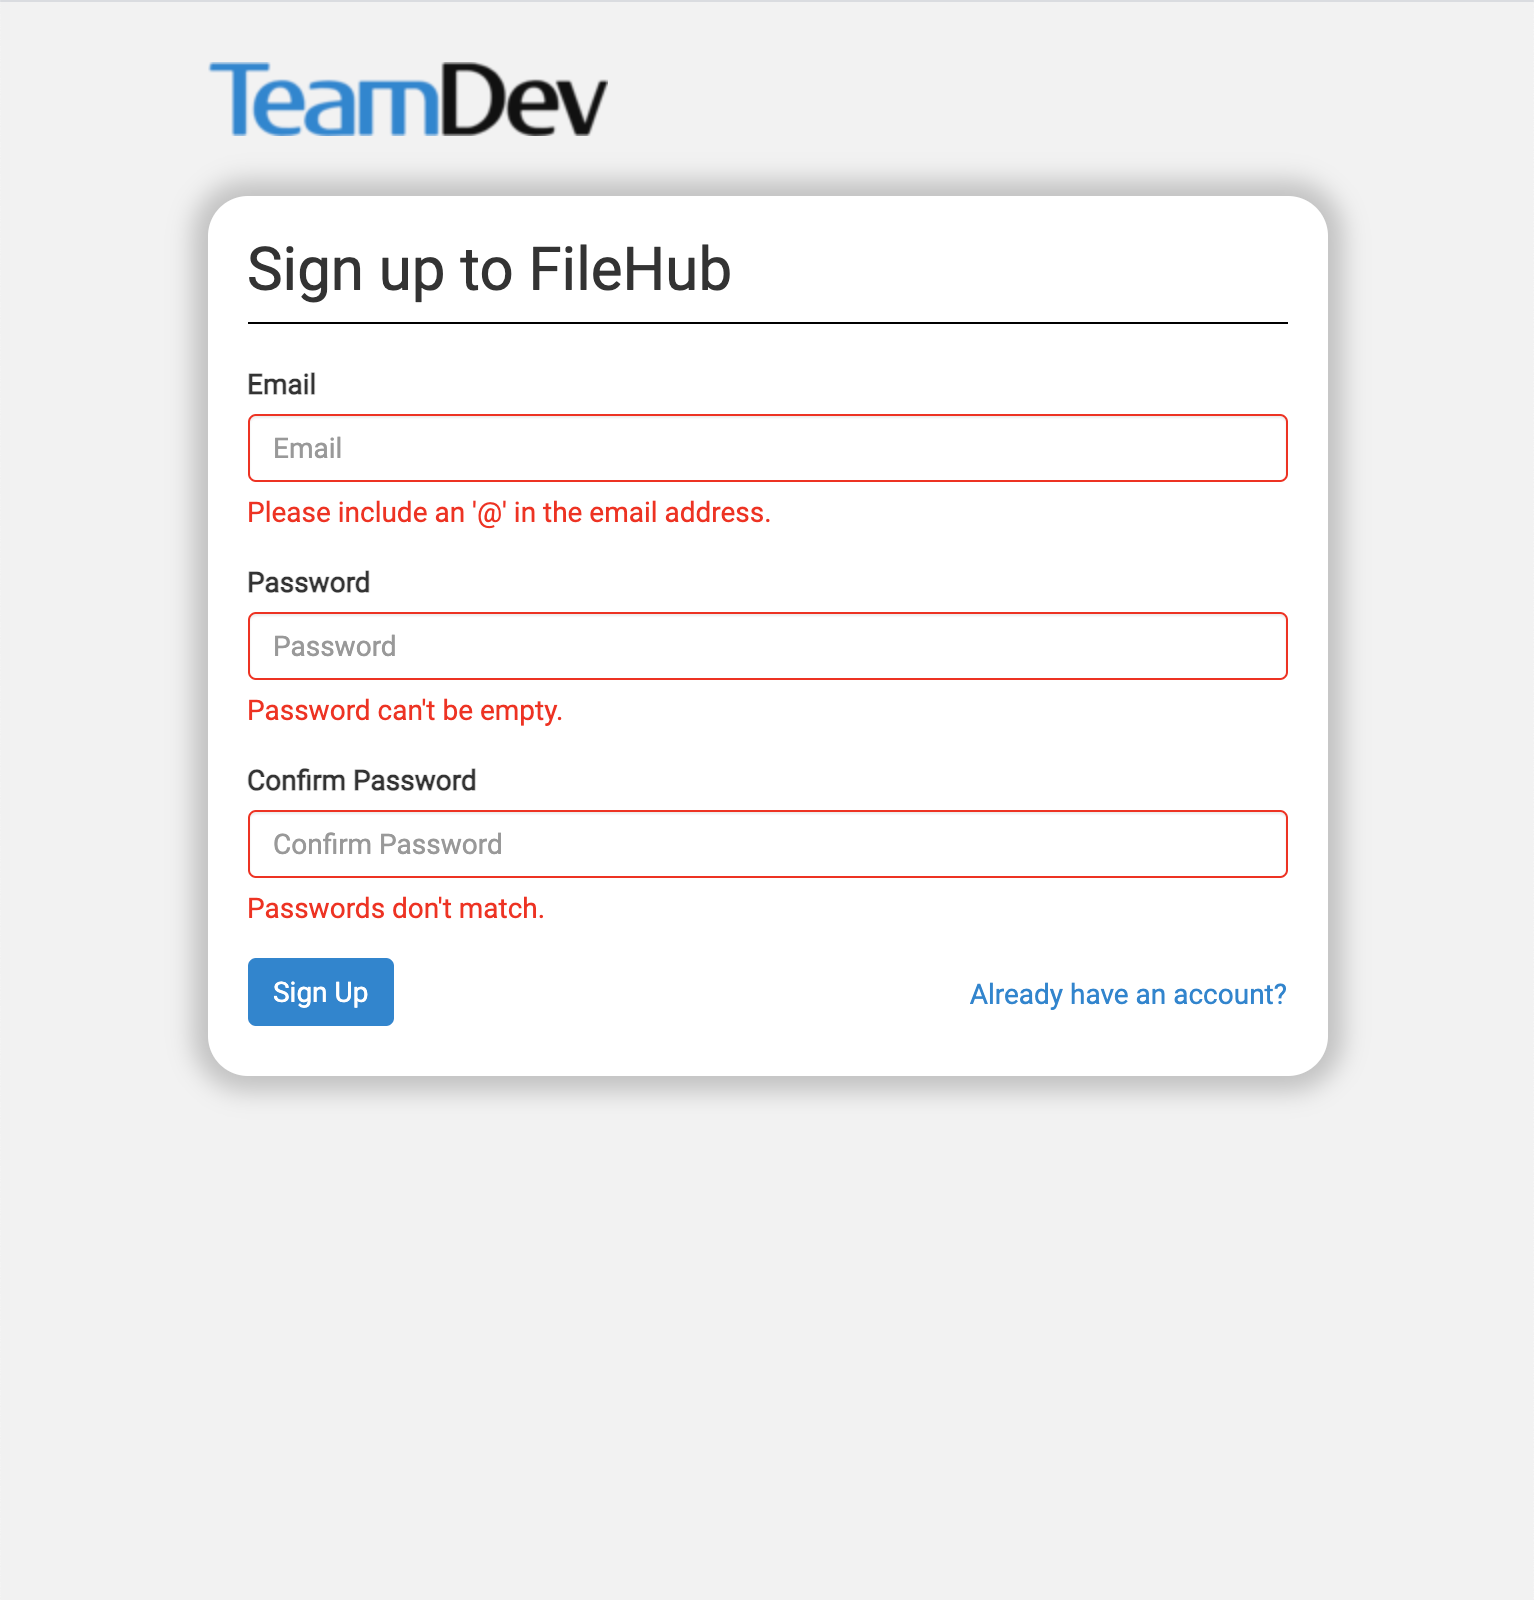 TeamDev
Sign up to FileHub
Email
Email
Please include an '@' in the email address.
Password
Password
Password can't be empty.
Confirm Password
Confirm Password
Passwords don't match.
Sign Up
Already have an account?